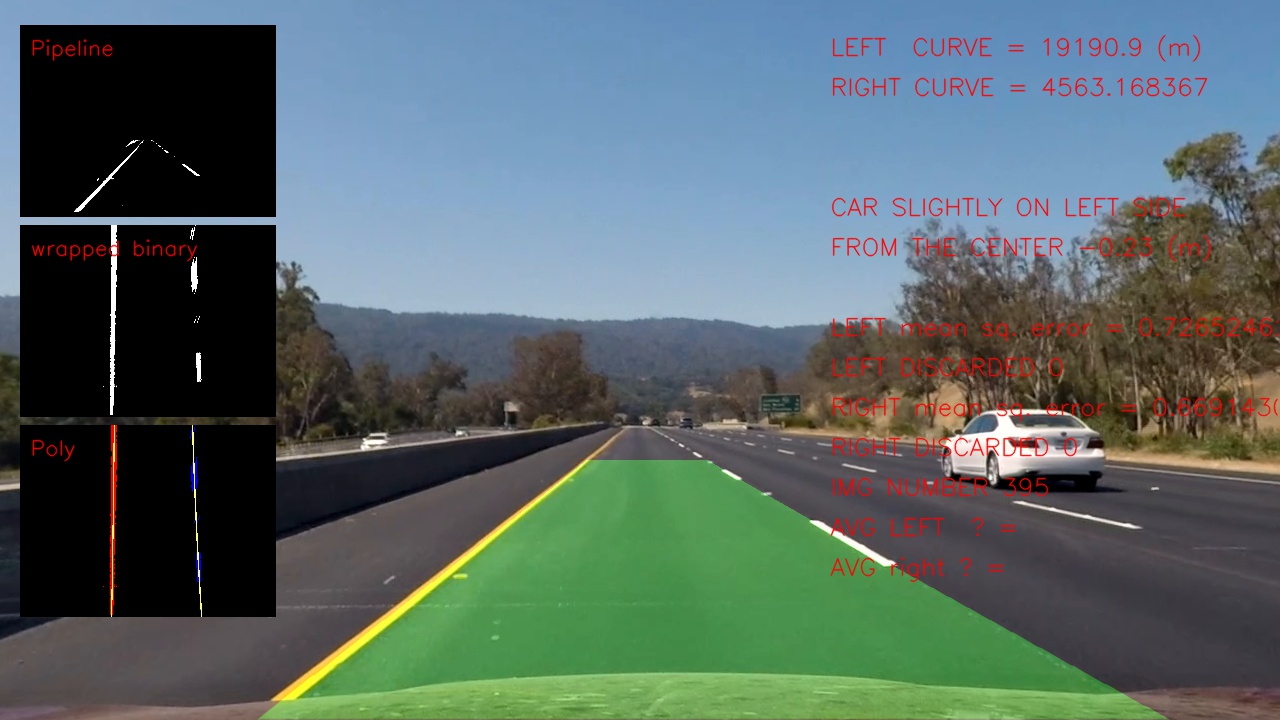 Pipeline
wrapped binary
Poly
LEFT  CURVE = 19190.9 (m)
RIGHT CURVE = 4563.168367
CAR SLIGHTLY ON LEFT SIDE
FROM THE CENTER -0.23 (m)
LEFT mean sq. error = 0.7265246
LEFT DISCARDED 0
RIGHT mean sq. error = 0.8691430
RIGHT DISCARDED 0
IMG NUMBER 395
AVG LEFT  ? =
AVG right ? =